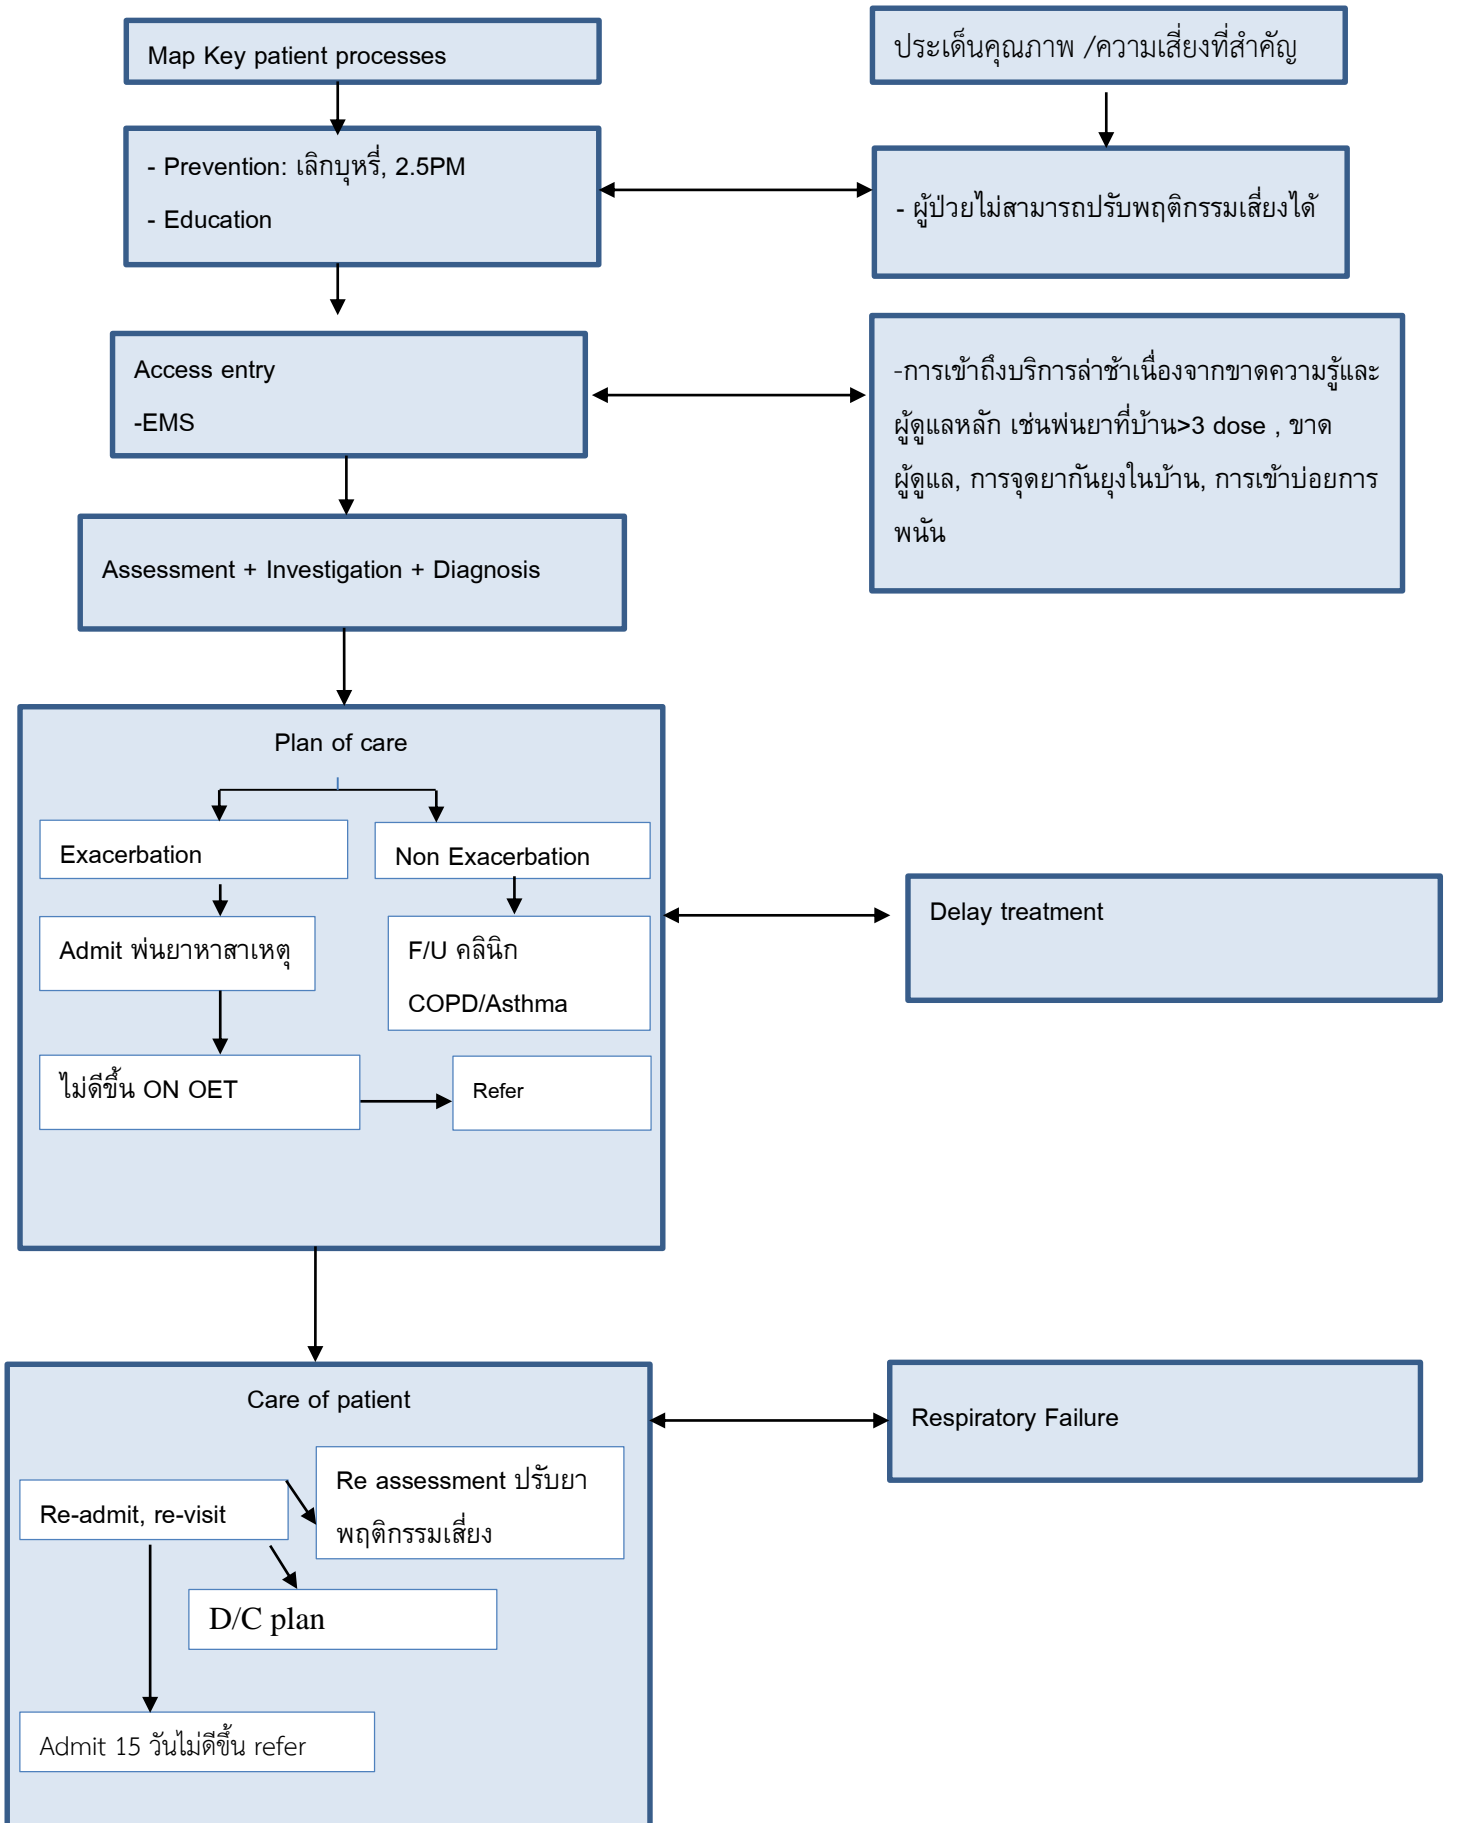 Map Key patient processes
ประเด็นคุณภาพ /ความเสี่ยงที่สำคัญ
- Prevention: เลิกบุหรี่, 2.5PM
- Education
- ผู้ป่วยไม่สามารถปรับพฤติกรรมเสี่ยงได้
Access entry
-EMS
-การเข้าถึงบริการล่าช้าเนื่องจากขาดความรู้และ
ผู้ดูแลหลัก เช่นพ่นยาที่บ้าน>3 dose , ขาด
ผู้ดูแล, การจุดยากันยุงในบ้าน, การเข้าบ่อยการ
พนัน
Assessment + Investigation + Diagnosis
Plan of care
Exacerbation
Non Exacerbation
Admit พ่นยาหาสาเหตุ
F/U คลินิก
COPD/Asthma
ไม่ดีขึ้น ON OET
Refer
Delay treatment
Care of patient
Re-admit, re-visit
Re assessment ปรับยา
พฤติกรรมเสี่ยง
D/C plan
Admit 15 วันไม่ดีขึ้น refer
Respiratory Failure